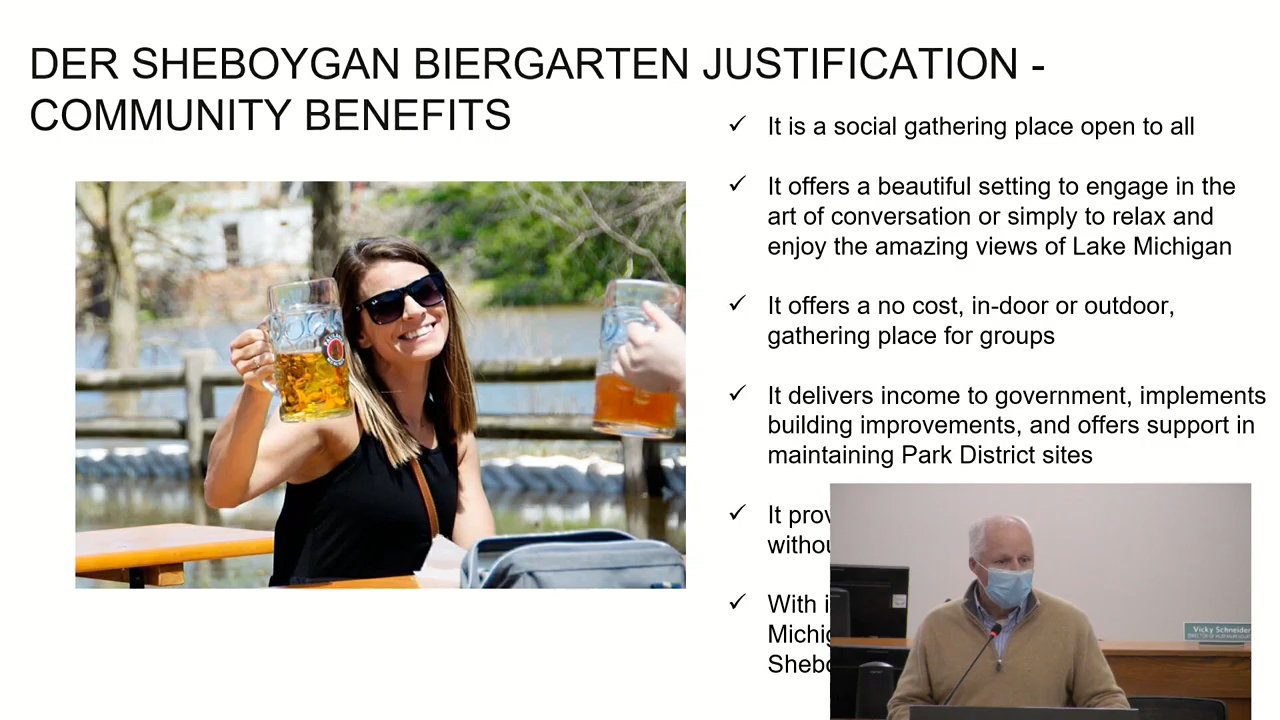 DER SHEBOYGAN BIERGARTEN JUSTIFICATION -
COMMUNITY BENEFITS
✓ It is a social gathering place open to all
✓ It offers a beautiful setting to engage in the
art of conversation or simply to relax and
enjoy the amazing views of Lake Michigan
✓ It offers a no cost, in-door or outdoor,
gathering place for groups
✓ It delivers income to government, implements
building improvements, and offers support in
maintaining Park District sites
✓ It prov
withou
✓ With i
Michig
Shebo
Vicky Schneider